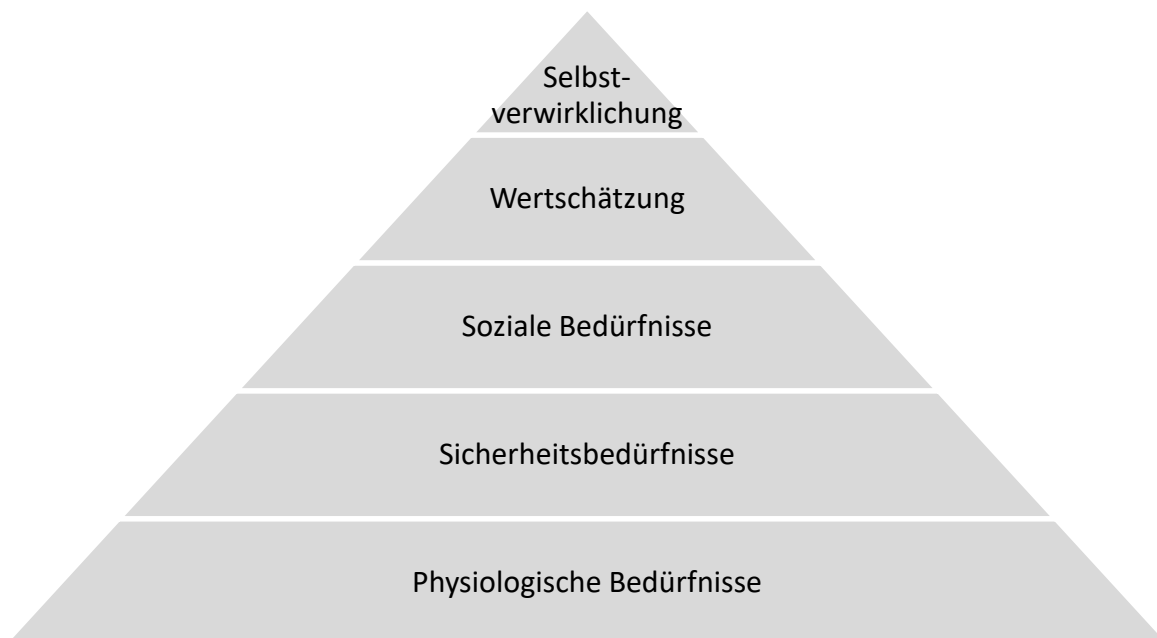 Selbst-
verwirklichung
Wertschätzung
Soziale Bedürfnisse
Sicherheitsbedürfnisse
Physiologische Bedürfnisse